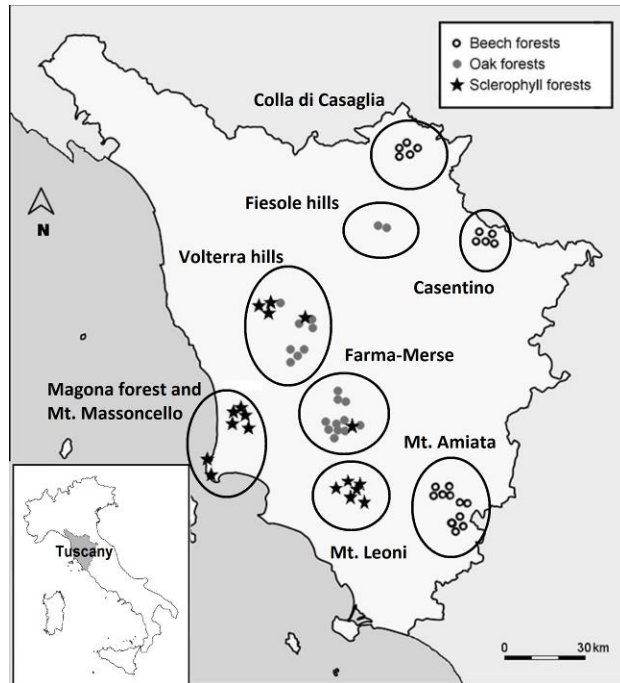 Beech forests
Oak forests
Sclerophyll forests
Colla di Casaglia
N
Fiesole hills
Volterra hills
Casentino
Farma-Merse
Magona forest and
Mt. Massoncello
Mt. Amiata
Mt. Leoni
Tuscany
0 30 km